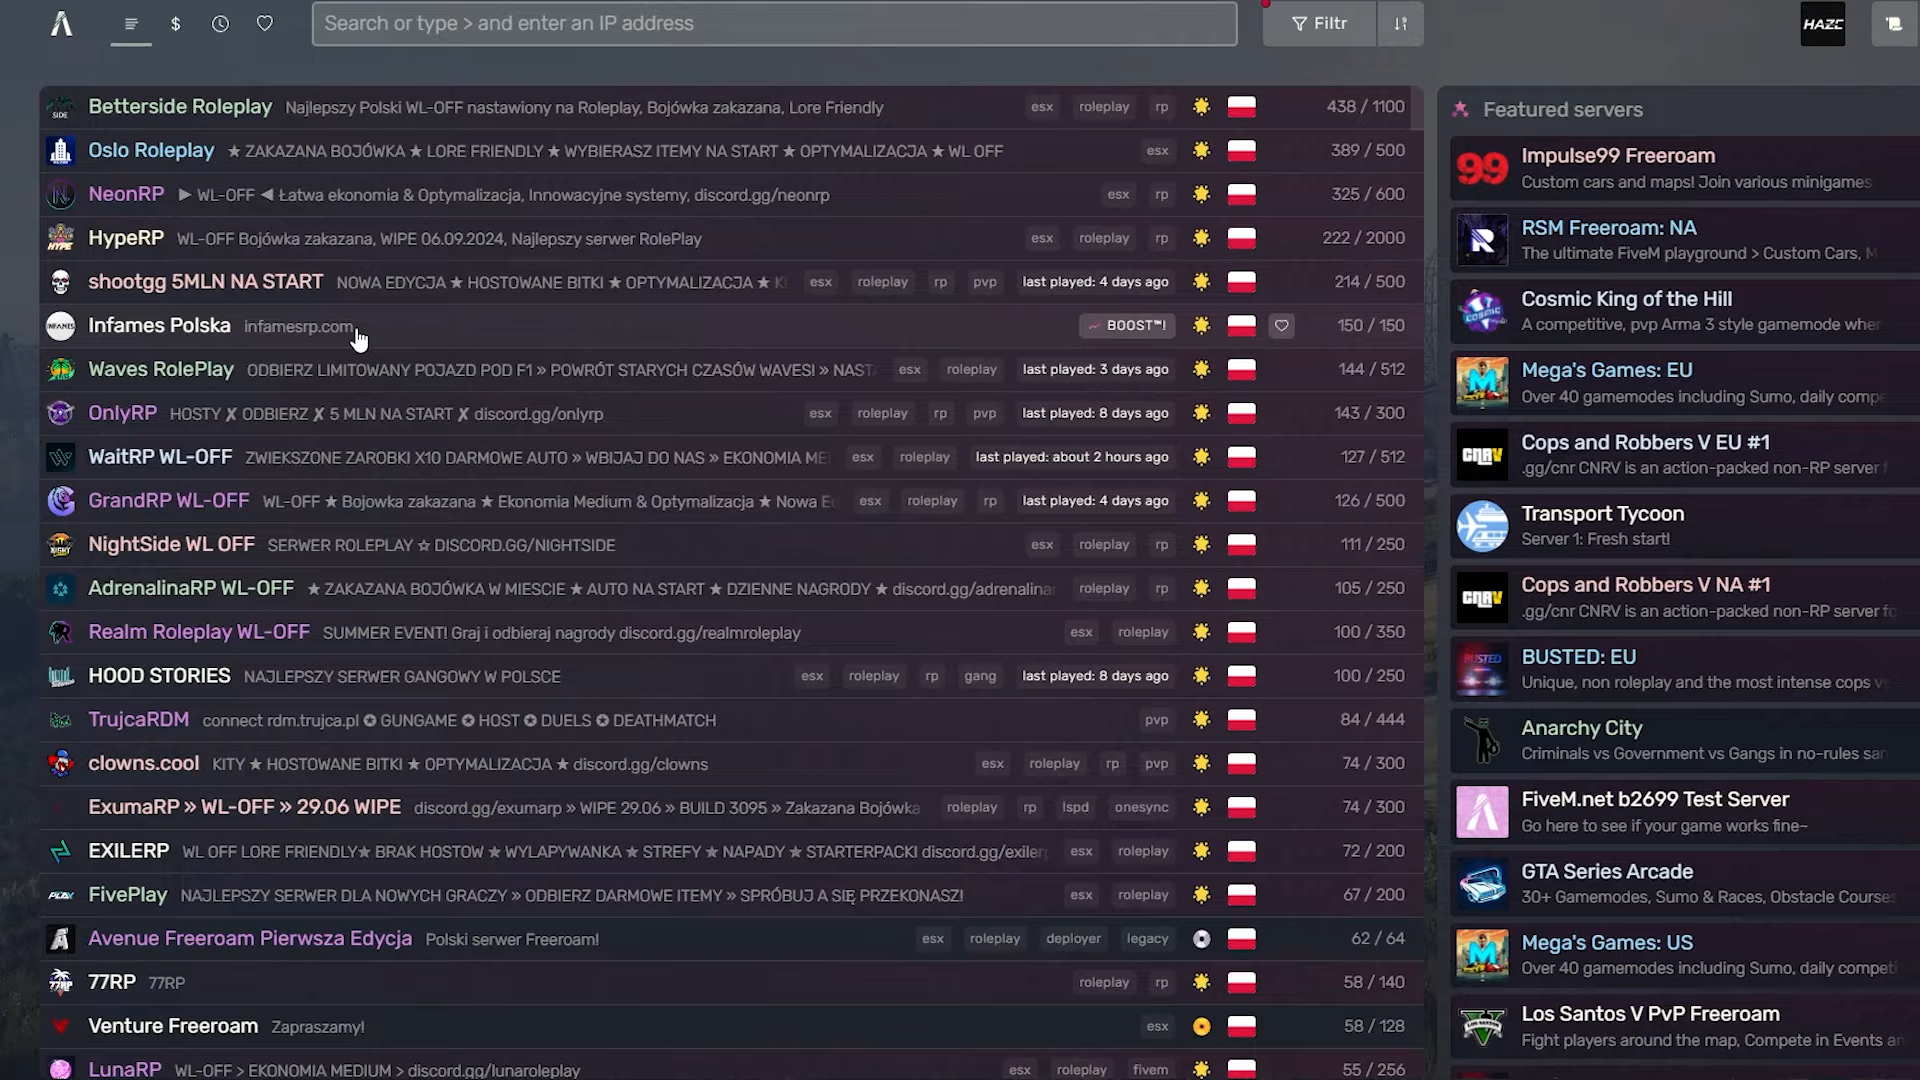 $ Search or type > and enter an IP address Filtr HAZE
Betterside Roleplay Najlepszy Polski WL-OFF nastawiony na Roleplay, Bojówka zakazana, Lore Friendly esx roleplay rp 438 / 1100
Oslo Roleplay ★ ZAKAZANA BOJÓWKA ★ LORE FRIENDLY ★ WYBIERASZ ITEMY NA START ★ OPTYMALIZACJA ★ WL OFF esx 389 / 500
NeonRP ► WL-OFF ◄ Łatwa ekonomia & Optymalizacja, Innowacyjne systemy, discord.gg/neonrp esx rp 325 / 600
HypeRP WL-OFF Bojówka zakazana, WIPE 06.09.2024, Najlepszy serwer RolePlay esx roleplay rp 222 / 2000
shootgg 5MLN NA START NOWA EDYCJA ★ HOSTOWANE BITKI ★ OPTYMALIZACJA ★ esx roleplay rp pvp last played: 4 days ago 214 / 500
Infames Polska infamesrp.com BOOST™! 150 / 150
Waves RolePlay ODBIERZ LIMITOWANY POJAZD POD F1 » POWRÓT STARYCH CZASÓW WAVES! » NASTA esx roleplay last played: 3 days ago 144 / 512
OnlyRP HOSTY ✘ ODBIERZ ✘ 5 MLN NA START ✘ discord.gg/onlyrp esx roleplay rp pvp last played: 8 days ago 143 / 300
WaitRP WL-OFF ZWIEKSZONE ZAROBKI X10 DARMOWE AUTO » WBIJAJ DO NAS » EKONOMIA ME esx roleplay last played: about 2 hours ago 127 / 512
GrandRP WL-OFF WL-OFF ★ Bojowka zakazana ★ Ekonomia Medium & Optymalizacja ★ Nowa esx roleplay rp last played: 4 days ago 126 / 500
NightSide WL OFF SERWER ROLEPLAY ☆ DISCORD.GG/NIGHTSIDE esx roleplay rp 111 / 250
AdrenalinaRP WL-OFF ★ ZAKAZANA BOJÓWKA W MIESCIE ★ AUTO NA START ★ DZIENNE NAGRODY ★ discord.gg/adrenalina roleplay rp 105 / 250
Realm Roleplay WL-OFF SUMMER EVENT! Graj i odbieraj nagrody discord.gg/realmroleplay esx roleplay 100 / 350
HOOD STORIES NAJLEPSZY SERWER GANGOWY W POLSCE esx roleplay rp gang last played: 8 days ago 100 / 250
TrujcaRDM connect rdm.trujca.pl ✪ GUNGAME ✪ HOST ✪ DUELS ✪ DEATHMATCH pvp 84 / 444
clowns.cool KITY ★ HOSTOWANE BITKI ★ OPTYMALIZACJA ★ discord.gg/clowns esx roleplay rp pvp 74 / 300
ExumaRP » WL-OFF » 29.06 WIPE discord.gg/exumarp » WIPE 29.06 » BUILD 3095 » Zakazana Bojówka roleplay rp lspd onesync 74 / 300
EXILERP WL OFF LORE FRIENDLY★ BRAK HOSTOW ★ WYLAPYWANKA ★ STREFY ★ NAPADY ★ STARTERPACKI discord.gg/exiler esx roleplay 72 / 200
FivePlay NAJLEPSZY SERWER DLA NOWYCH GRACZY » ODBIERZ DARMOWE ITEMY » SPRÓBUJ A SIĘ PRZEKONASZ! esx roleplay 67 / 200
Avenue Freeroam Pierwsza Edycja Polski serwer Freeroam! esx roleplay deployer legacy 62 / 64
77RP 77RP roleplay rp 58 / 140
Venture Freeroam Zapraszamy! esx 58 / 128
LunaRP WL-OFF > EKONOMIA MEDIUM > discord.gg/lunaroleplay esx roleplay fivem 55 / 256
Featured servers
Impulse99 Freeroam
Custom cars and maps! Join various minigames
RSM Freeroam: NA
The ultimate FiveM playground > Custom Cars, M
Cosmic King of the Hill
A competitive, pvp Arma 3 style gamemode wher
Mega's Games: EU
Over 40 gamemodes including Sumo, daily compe
Cops and Robbers V EU #1
.gg/cnr CNRV is an action-packed non-RP server f
Transport Tycoon
Server 1: Fresh start!
Cops and Robbers V NA #1
.gg/cnr CNRV is an action-packed non-RP server fo
BUSTED: EU
Unique, non roleplay and the most intense cops v
Anarchy City
Criminals vs Government vs Gangs in no-rules san
FiveM.net b2699 Test Server
Go here to see if your game works fine~
GTA Series Arcade
30+ Gamemodes, Sumo & Races, Obstacle Courses
Mega's Games: US
Over 40 gamemodes including Sumo, daily competi
Los Santos V PvP Freeroam
Fight players around the map, Compete in Events a